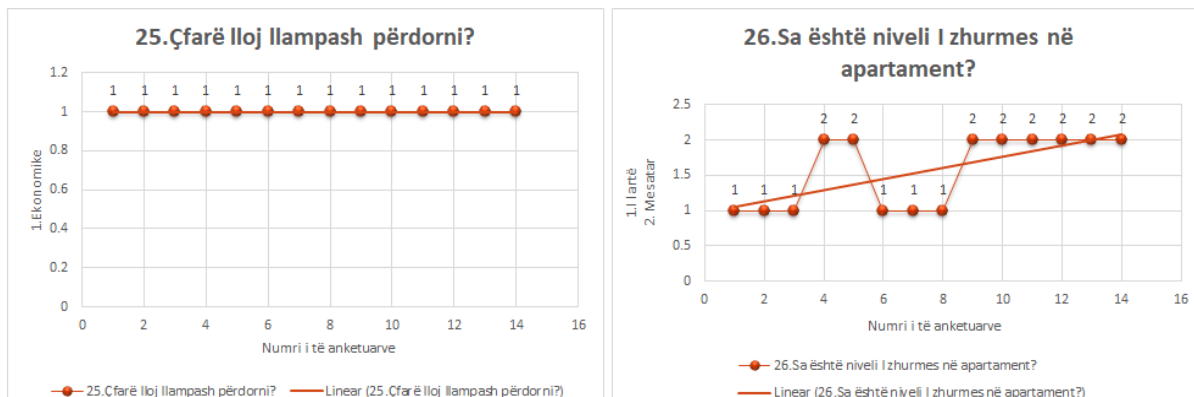 25.Çfarë lloj llampash përdorni?
1.2
1
0.8
0.6
0.4
0.2
0
1 1 1 1 1 1 1 1 1 1 1 1 1 1
0 2 4 6 8 10 12 14 16
1.Ekonomike
Numri i të anketuarve
25.Çfarë lloj llampash përdorni? Linear (25.Çfarë lloj llampash përdorni?)
26.Sa është niveli I zhurmes në
apartament?
2.5
2
1.5
1
0.5
0
1 1 1 2 2 1 1 1 2 2 2 2 2 2
0 2 4 6 8 10 12 14 16
1.I lartë
2. Mesatar
Numri i të anketuarve
26.Sa është niveli I zhurmes në apartament?
Linear (26.Sa është niveli I zhurmes në apartament?)